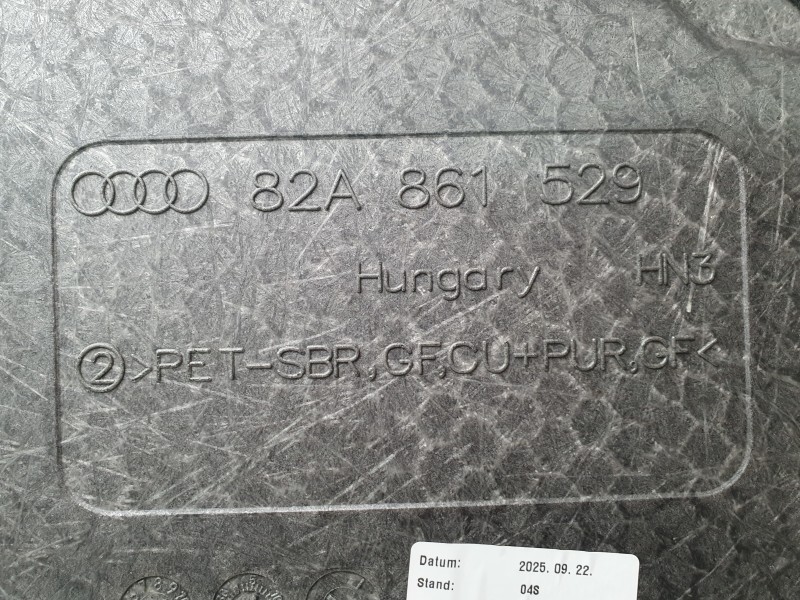 82A 861 529
Hungary HN3
② >PET-SBR,GF,CU+PUR,GF<
Datum: 2025. 09. 22.
Stand: 04S